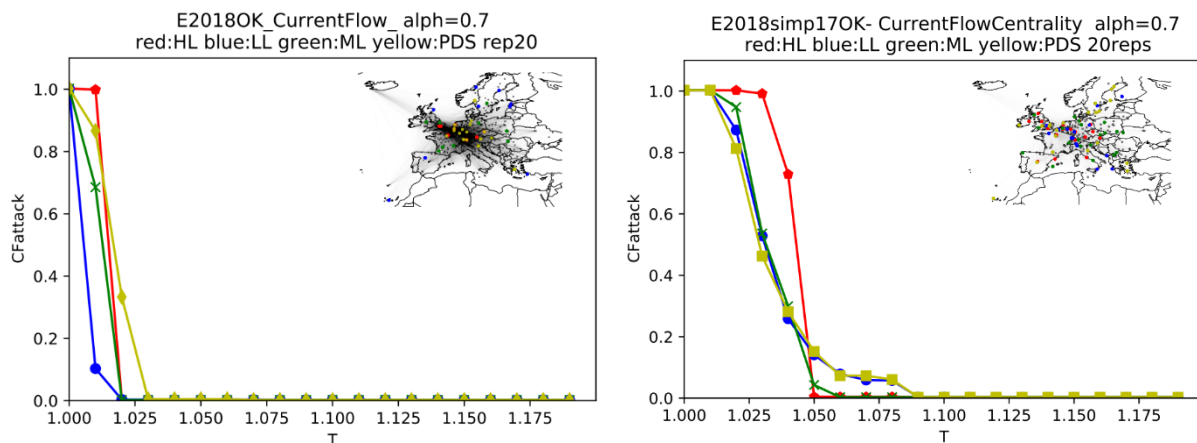 E2018OK_CurrentFlow_ alph=0.7
red:HL blue:LL green:ML yellow:PDS rep20
CFattack
1.0
0.8
0.6
0.4
0.2
0.0
1.000 1.025 1.050 1.075 1.100 1.125 1.150 1.175
T
E2018simp17OK- CurrentFlowCentrality alph=0.7
red:HL blue:LL green:ML yellow:PDS 20reps
CFattack
1.0
0.8
0.6
0.4
0.2
0.0
1.000 1.025 1.050 1.075 1.100 1.125 1.150 1.175
T